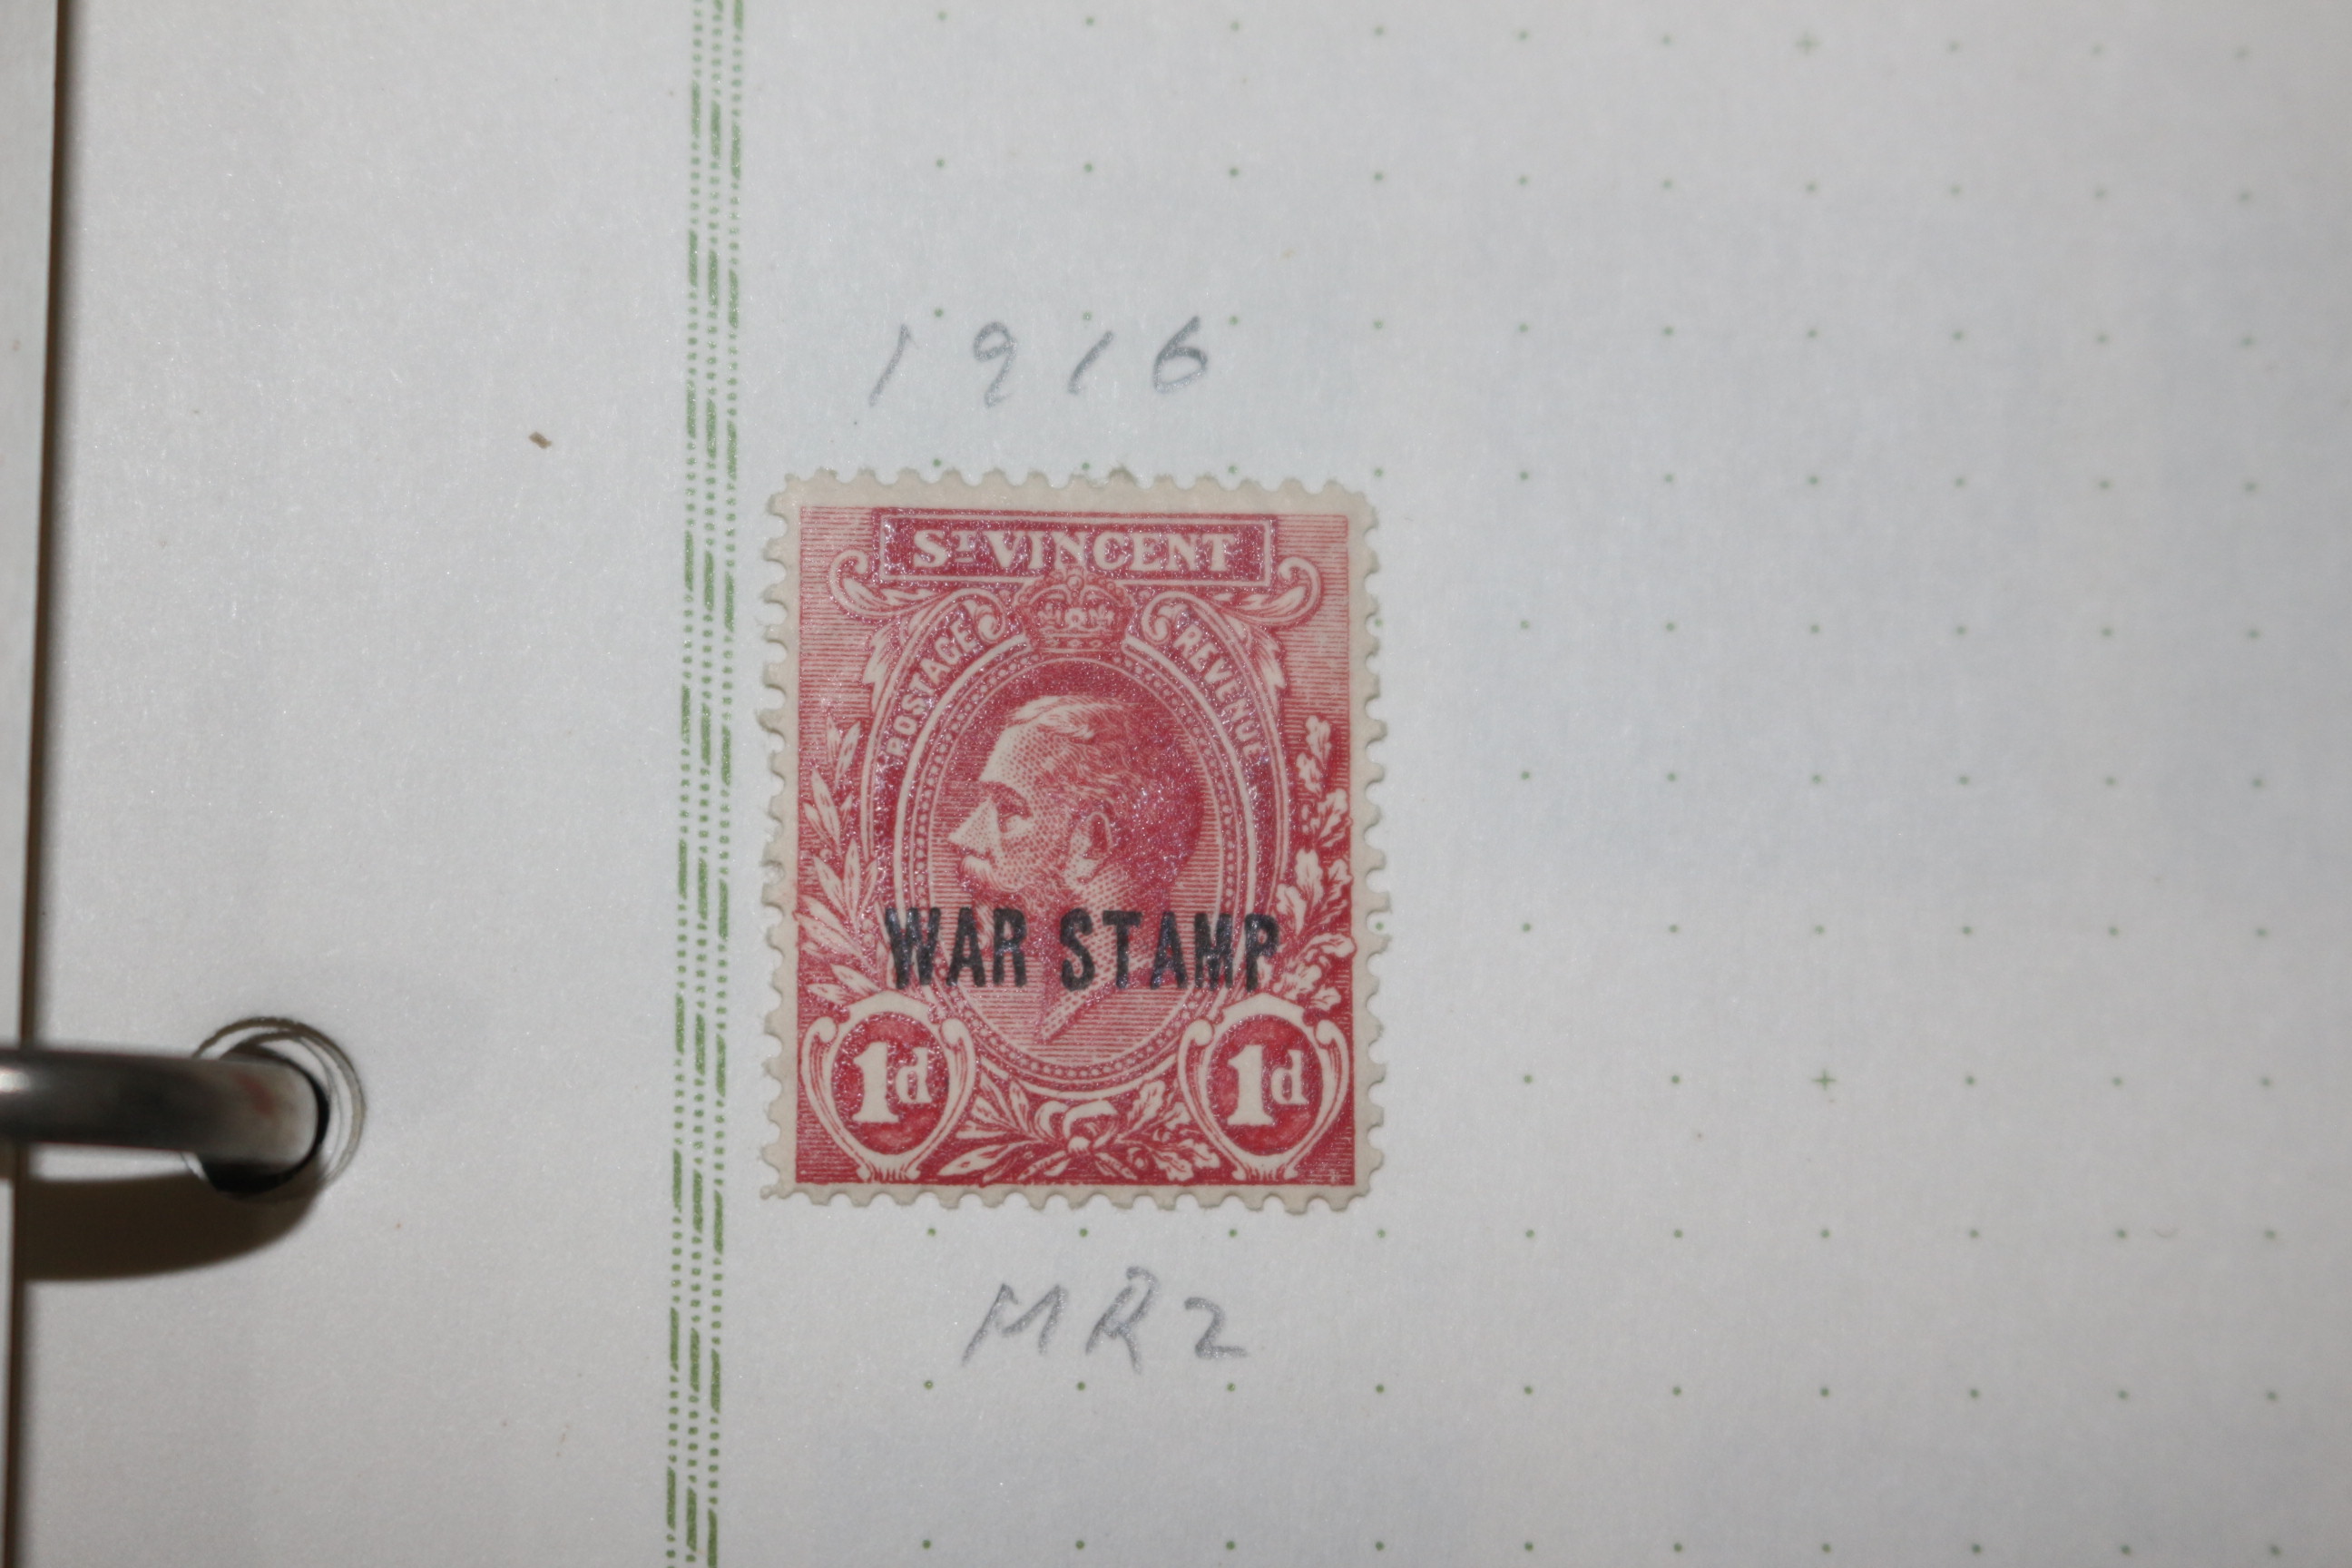 1916
ST VINCENT
POSTAGE
REVENUE
WAR STAMP
1d
1d
MR2